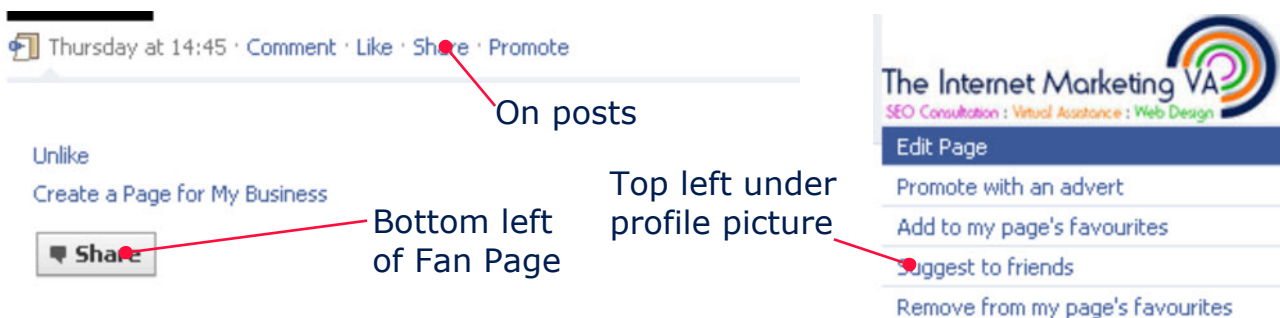 Thursday at 14:45 · Comment · Like · Share · Promote
On posts
Unlike
Create a Page for My Business
Share
Bottom left
of Fan Page
Top left under
profile picture
The Internet Marketing VA
SEO Consultation : Virtual Assistance : Web Design
Edit Page
Promote with an advert
Add to my page's favourites
Suggest to friends
Remove from my page's favourites